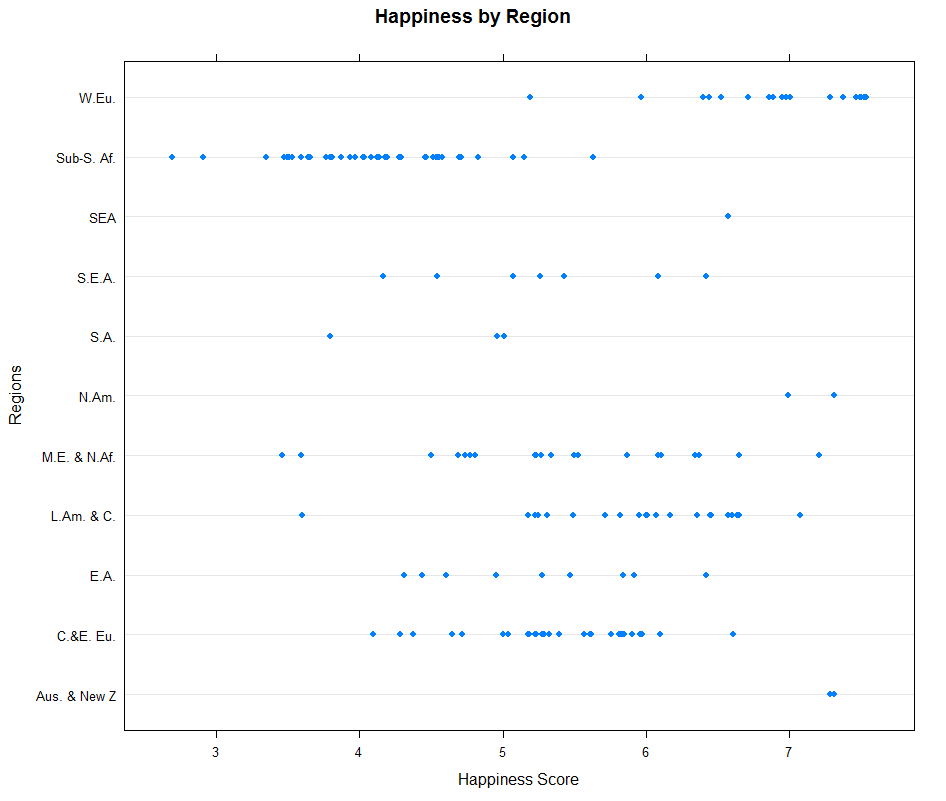 Happiness by Region
W.Eu.
Sub-S. Af.
SEA
S.E.A.
S.A.
N.Am.
M.E. & N.Af.
L.Am. & C.
E.A.
C.&E. Eu.
Aus. & New Z
Regions
3 4 5 6 7
Happiness Score